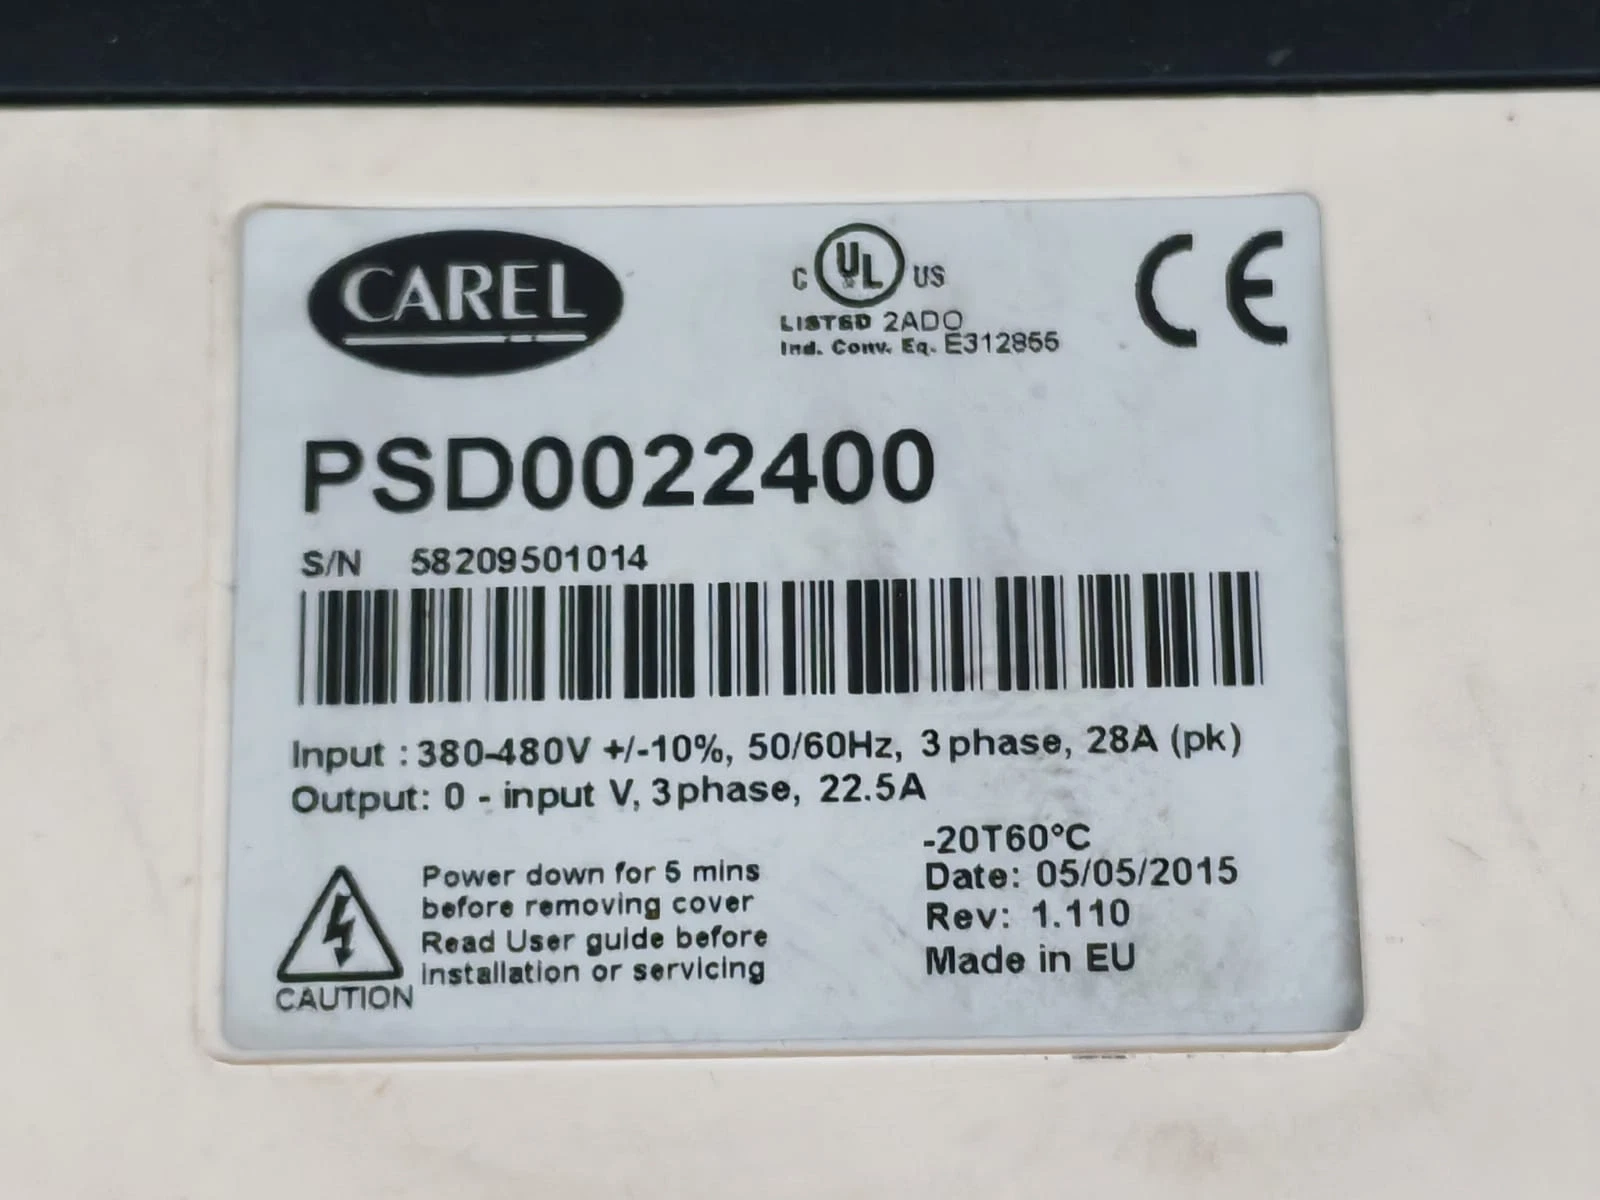 CAREL
C UL US
LISTED 2ADO
Ind. Conv. Eq. E312855
CE
PSD0022400
S/N 58209501014
Input : 380-480V +/-10%, 50/60Hz, 3 phase, 28A (pk)
Output: 0 - input V, 3 phase, 22.5A
-20T60°C
Date: 05/05/2015
Rev: 1.110
Made in EU
Power down for 5 mins
before removing cover
Read User guide before
installation or servicing
CAUTION